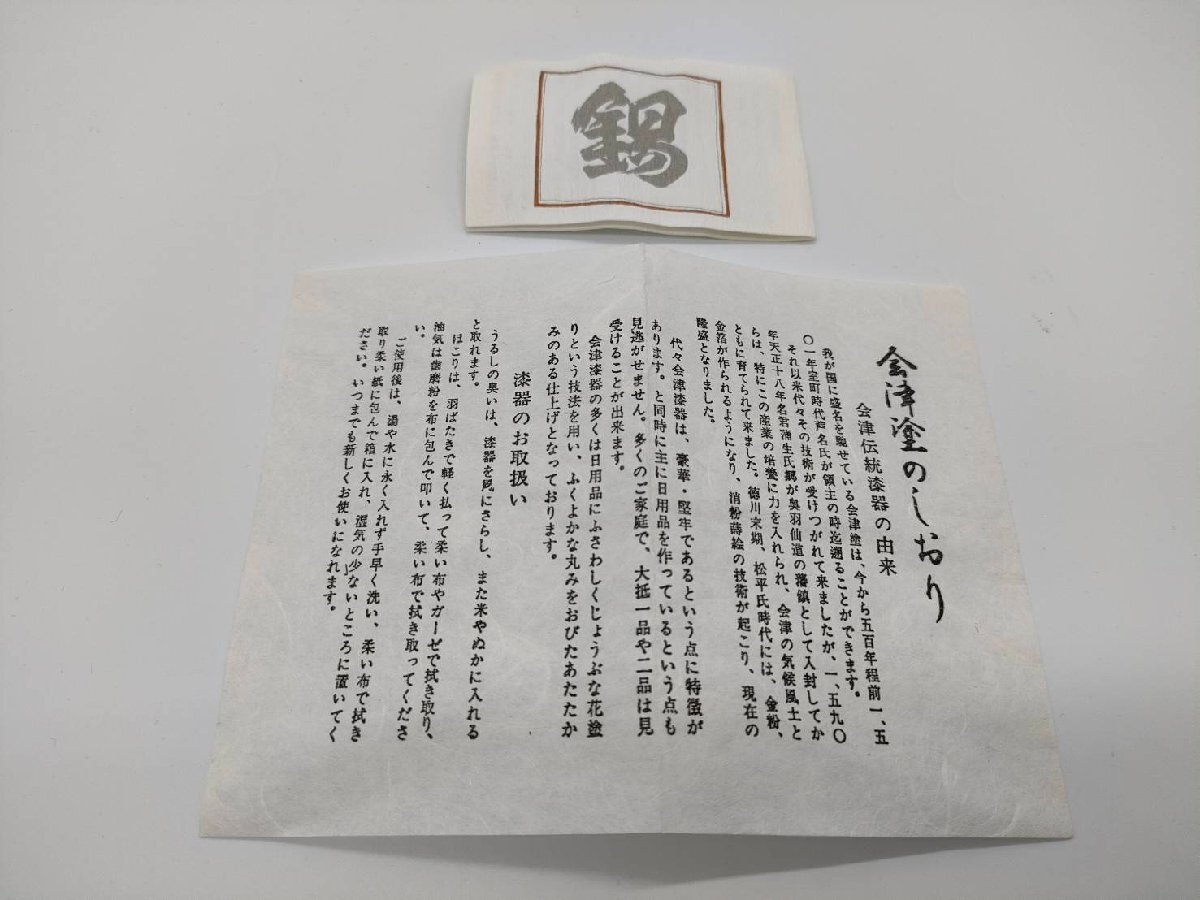 錫
会津塗のしおり
会津伝統漆器の由来
我が国に盛名を馳せている会津塗は、今から五百年程前一、五
〇一年室町時代芦名氏が領主の時迄遡ることができます。
それ以来代々その技術が受けつがれて来ましたが、一、五九〇
年天正十八年名君蒲生氏郷が奥羽仙道の藩鎮として入封してか
らは、特にこの産業の培養に力を入れられ、会津の気候風土と
ともに育てられて来ました。徳川末期、松平氏時代には、金粉、
金箔が作られるようになり、消粉蒔絵の技術が起こり、現在の
隆盛となりました。
代々会津漆器は、豪華・堅牢であるという点に特徴が
あります。と同時に主に日用品を作っているという点も
見逃がせません。多くのご家庭で、大抵一品や二品は見
受けることが出来ます。
会津漆器の多くは日用品にふさわしくじょうぶな花塗
りという技法を用い、ふくよかな丸みをおびたあたたか
みのある仕上げとなっております。
漆器のお取扱い
うるしの臭いは、漆器を風にさらし、また米やぬかに入れる
と取れます。
ほこりは、羽ばたきで軽く払って柔い布やガーゼで拭き取り、
油気は歯磨粉を布に包んで叩いて、柔い布で拭き取ってくださ
い。
ご使用後は、湯や水に永く入れず手早く洗い、柔い布で拭き
取り柔い紙に包んで箱に入れ、湿気の少ないところに置いてく
ださい。いつまでも新しくお使いになれます。